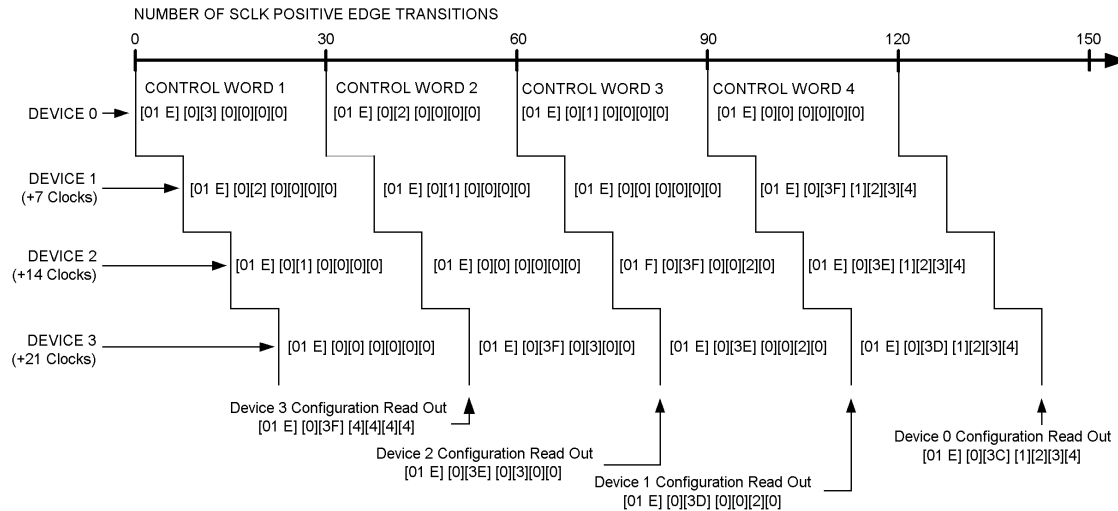 NUMBER OF SCLK POSITIVE EDGE TRANSITIONS
0 30 60 90 120 150
CONTROL WORD 1 CONTROL WORD 2 CONTROL WORD 3 CONTROL WORD 4
DEVICE 0 [01 E] [0][3] [0][0][0][0] [01 E] [0][2] [0][0][0][0] [01 E] [0][1] [0][0][0][0] [01 E] [0][0] [0][0][0][0]
DEVICE 1
(+7 Clocks)
[01 E] [0][2] [0][0][0][0] [01 E] [0][1] [0][0][0][0] [01 E] [0][0] [0][0][0][0] [01 E] [0][3F] [1][2][3][4]
DEVICE 2
(+14 Clocks)
[01 E] [0][1] [0][0][0][0] [01 E] [0][0] [0][0][0][0] [01 F] [0][3F] [0][0][2][0] [01 E] [0][3E] [1][2][3][4]
DEVICE 3
(+21 Clocks)
[01 E] [0][0] [0][0][0][0] [01 E] [0][3F] [0][3][0][0] [01 E] [0][3E] [0][0][2][0] [01 E] [0][3D] [1][2][3][4]
Device 3 Configuration Read Out
[01 E] [0][3F] [4][4][4][4]
Device 2 Configuration Read Out
[01 E] [0][3E] [0][3][0][0]
Device 1 Configuration Read Out
[01 E] [0][3D] [0][0][2][0]
Device 0 Configuration Read Out
[01 E] [0][3C] [1][2][3][4]